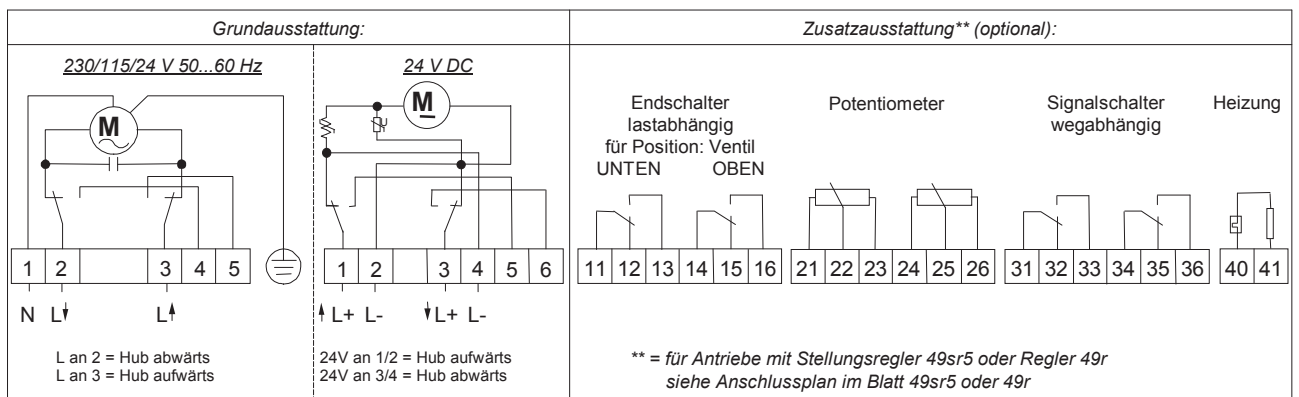 Grundausstattung:
Zusatzausstattung** (optional):
230/115/24 V 50...60 Hz
24 V DC
M
M
Endschalter
lastabhängig
für Position: Ventil
UNTEN OBEN
Potentiometer
Signalschalter
wegabhängig
Heizung
1 2 3 4 5
1 2 3 4 5 6
11 12 13 14 15 16
21 22 23 24 25 26
31 32 33 34 35 36
40 41
N L↓ L↑
↑ L+ L- ↓ L+ L-
L an 2 = Hub abwärts
L an 3 = Hub aufwärts
24V an 1/2 = Hub aufwärts
24V an 3/4 = Hub abwärts
** = für Antriebe mit Stellungsregler 49sr5 oder Regler 49r
siehe Anschlussplan im Blatt 49sr5 oder 49r